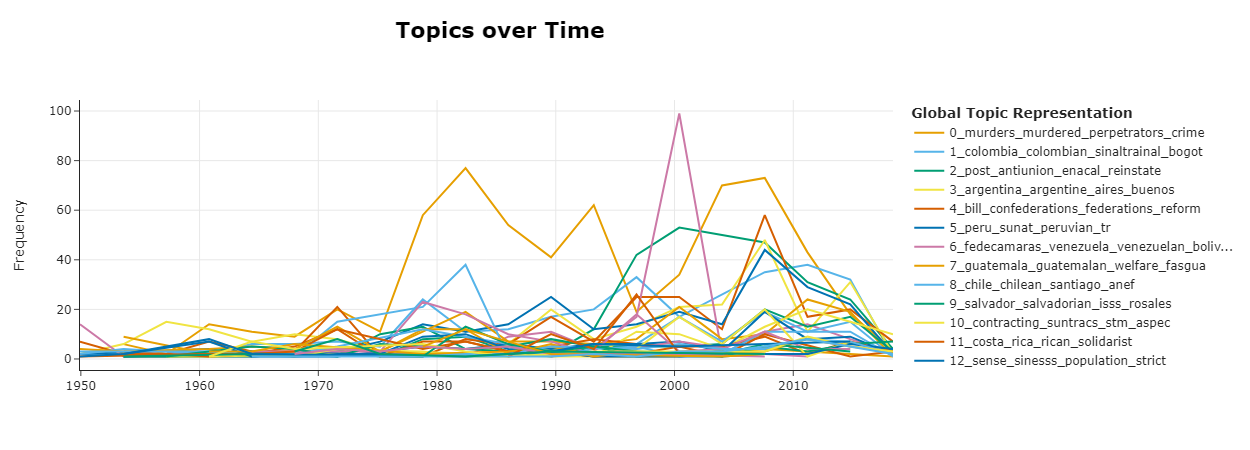 Topics over Time
Frequency
100
80
60
40
20
0
1950
1960
1970
1980
1990
2000
2010
Global Topic Representation
0_murders_murdered_perpetrators_crime
1_colombia_colombian_sinaltrainal_bogot
2_post_antiunion_enacal_reinstate
3_argentina_argentine_aires_buenos
4_bill_confederations_federations_reform
5_peru_sunat_peruvian_tr
6_fedecamaras_venezuela_venezuelan_boliv...
7_guatemala_guatemalan_welfare_fasgua
8_chile_chilean_santiago_anef
9_salvador_salvadorian_isss_rosales
10_contracting_suntracs_stm_aspec
11_costa_rica_rican_solidarist
12_sense_sinesss_population_strict